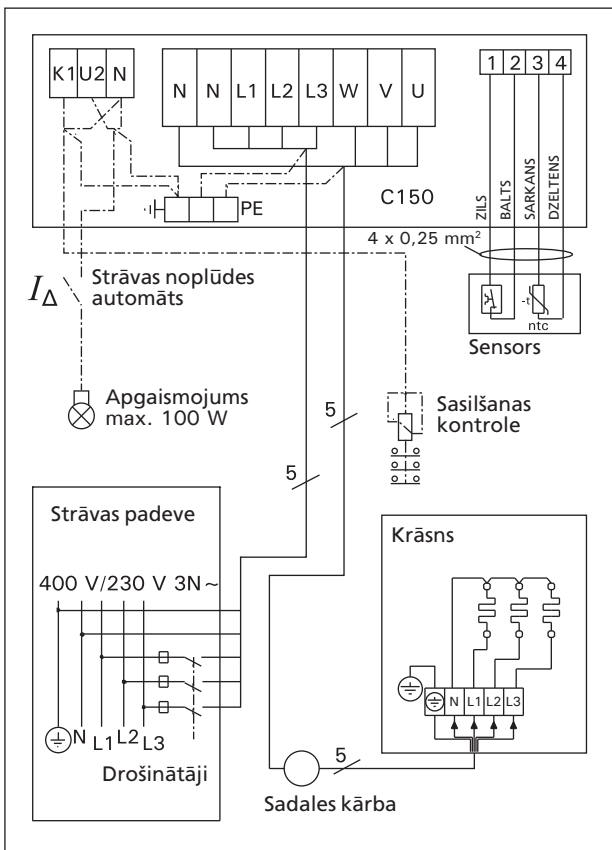 K1 U2 N
N N L1 L2 L3 W V U
1 2 3 4
PE
C150
ZILS
BALTS
SARKANS
DZELTENS
4 x 0,25 mm²
I∆
Strāvas noplūdes
automāts
-t
ntc
Sensors
Apgaismojums
max. 100 W
5
Sasilšanas
kontrole
5
Strāvas padeve
400 V/230 V 3N ~
N L1 L2 L3
Drošinātāji
Krāsns
N L1 L2 L3
5
Sadales kārba